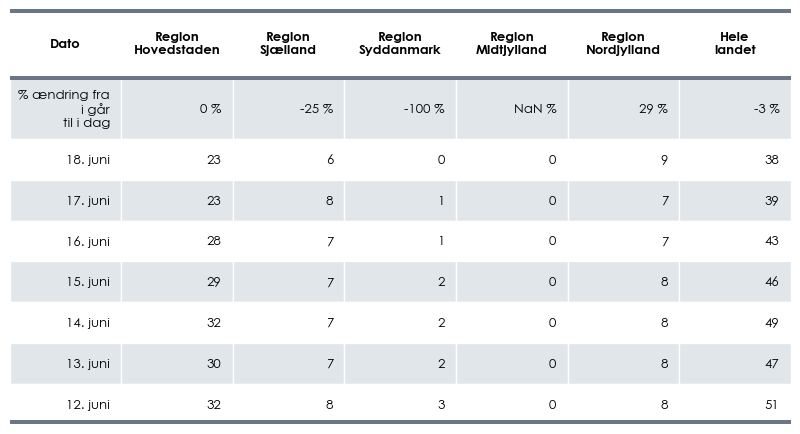 Dato Region Hovedstaden Region Sjælland Region Syddanmark Region Midtjylland Region Nordjylland Hele landet
% ændring fra i går til i dag 0 % -25 % -100 % NaN % 29 % -3 %
18. juni 23 6 0 0 9 38
17. juni 23 8 1 0 7 39
16. juni 28 7 1 0 7 43
15. juni 29 7 2 0 8 46
14. juni 32 7 2 0 8 49
13. juni 30 7 2 0 8 47
12. juni 32 8 3 0 8 51